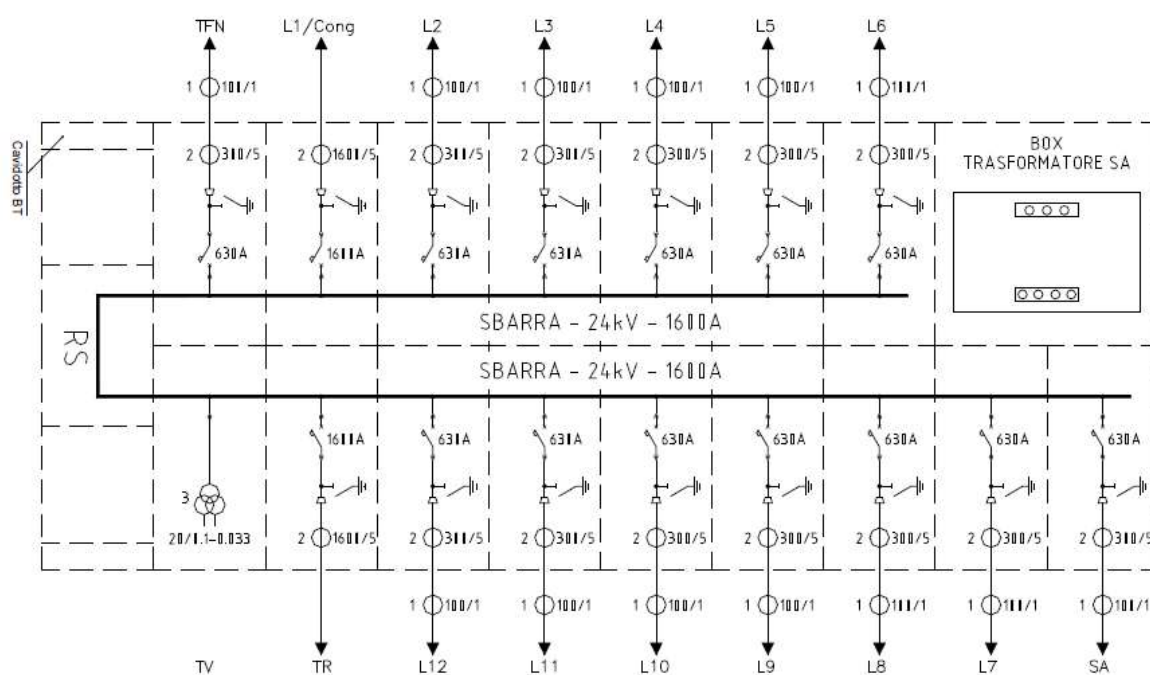 TFN L1/Cong L2 L3 L4 L5 L6
1 100/1 1 100/1 1 100/1 1 100/1 1 100/1 1 100/1
Cavidotto BT
2 300/5 2 1600/5 2 300/5 2 300/5 2 300/5 2 300/5 2 300/5
BOX
TRASFORMATORE SA
630A 1600A 630A 630A 630A 630A 630A
SBARRA - 24kV - 1600A
RS
SBARRA - 24kV - 1600A
1600A 630A 630A 630A 630A 630A 630A 630A
3
20/0.1-0.033
2 1600/5 2 300/5 2 300/5 2 300/5 2 300/5 2 300/5 2 300/5 2 300/5
1 100/1 1 100/1 1 100/1 1 100/1 1 100/1 1 100/1 1 100/1
TV TR L12 L11 L10 L9 L8 L7 SA